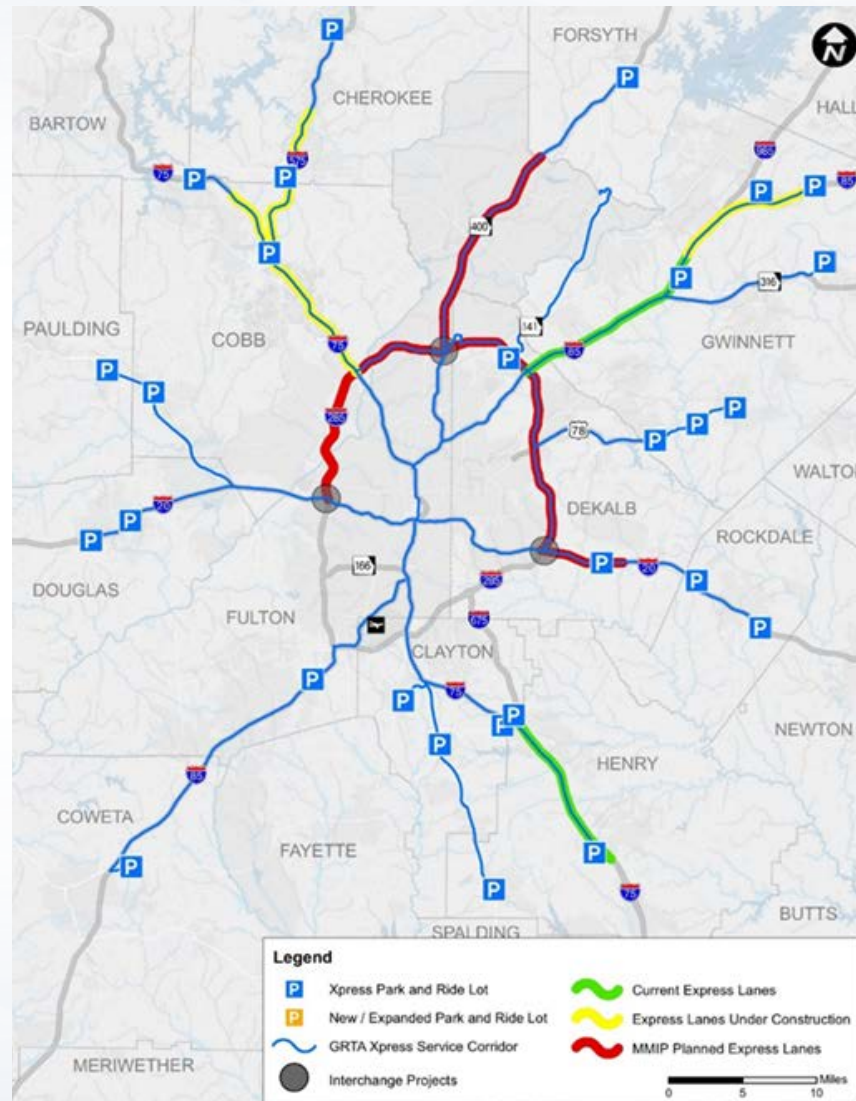 N
FORSYTH
CHEROKEE
HALL
BARTOW
575
75
985
85
400
316
PAULDING
COBB
141
GWINNETT
75
85
285
78
WALTON
DEKALB
20
ROCKDALE
20
DOUGLAS
166
285
FULTON
675
CLAYTON
75
NEWTON
HENRY
85
COWETA
FAYETTE
75
BUTTS
SPALDING
MERIWETHER
Legend
P Xpress Park and Ride Lot
P New / Expanded Park and Ride Lot
GRTA Xpress Service Corridor
Interchange Projects
Current Express Lanes
Express Lanes Under Construction
MMIP Planned Express Lanes
Miles
0 5 10